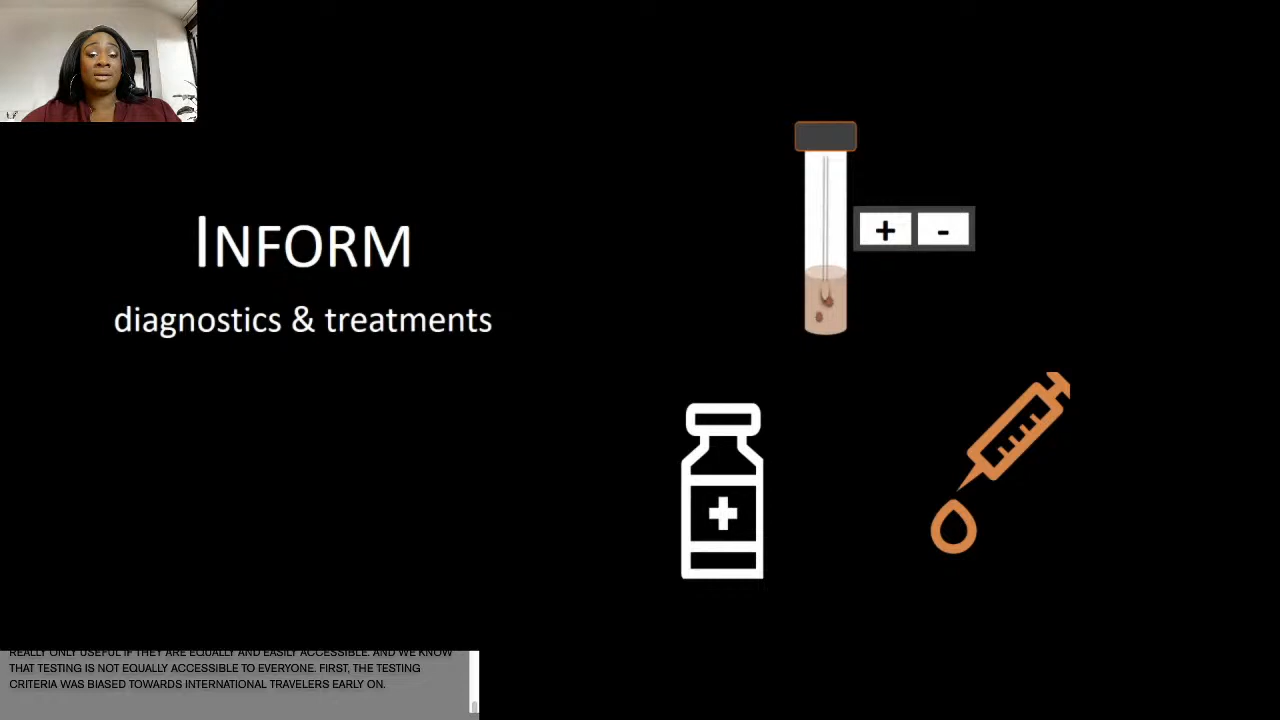 INFORM
diagnostics & treatments
+ -
REALLY ONLY USEFUL IF THEY ARE EQUALLY AND EASILY ACCESSIBLE. AND WE KNOW
THAT TESTING IS NOT EQUALLY ACCESSIBLE TO EVERYONE. FIRST, THE TESTING
CRITERIA WAS BIASED TOWARDS INTERNATIONAL TRAVELERS EARLY ON.